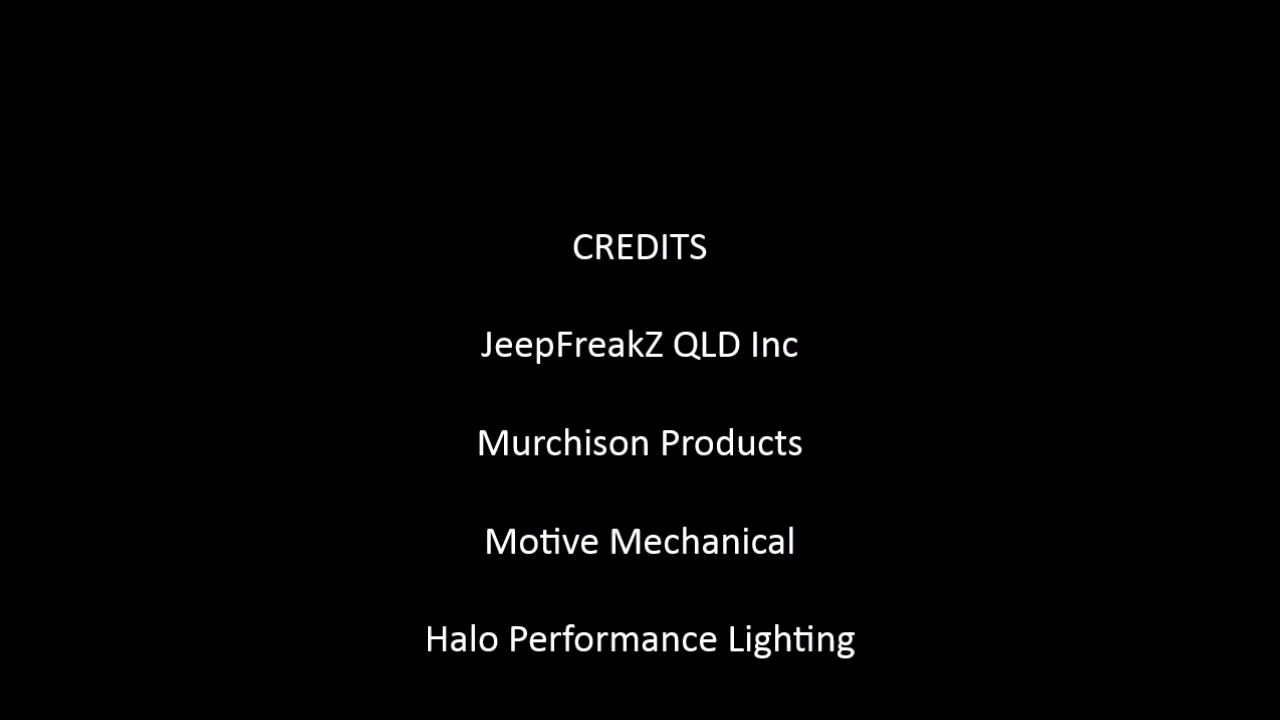 CREDITS
JeepFreakZ QLD Inc
Murchison Products
Motive Mechanical
Halo Performance Lighting